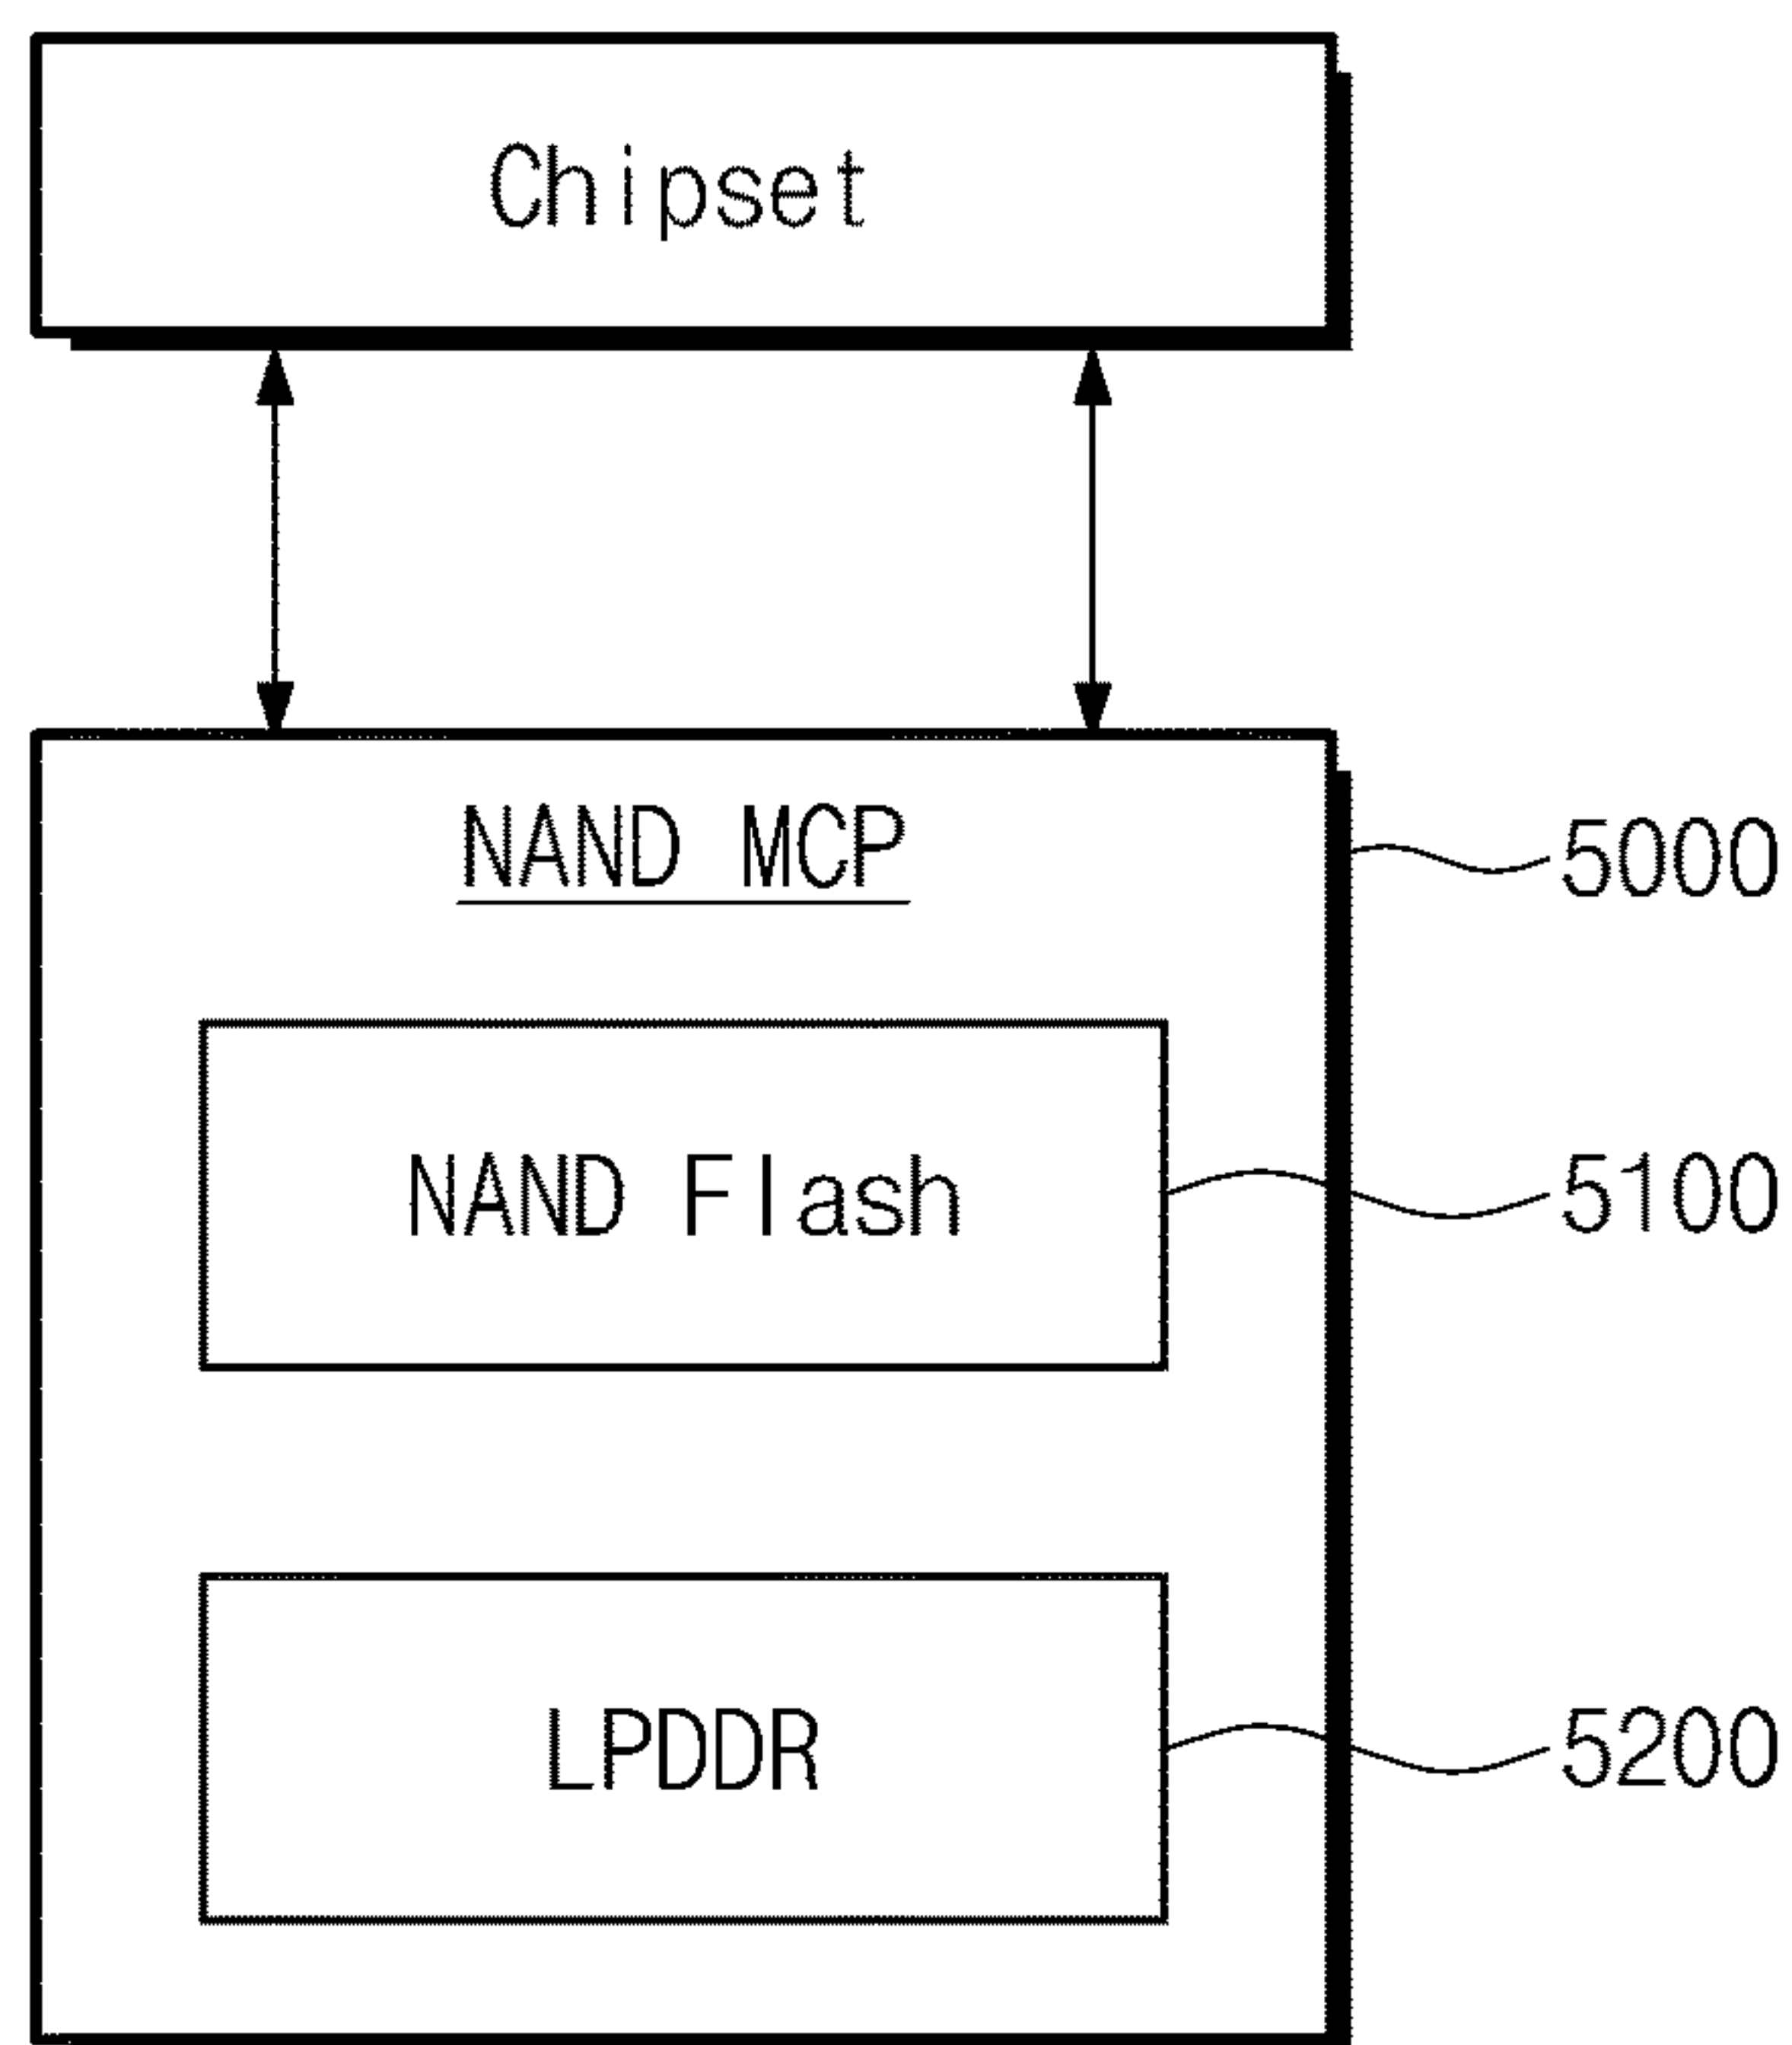 Chipset
NAND MCP
5000
NAND Flash
5100
LPDDR
5200